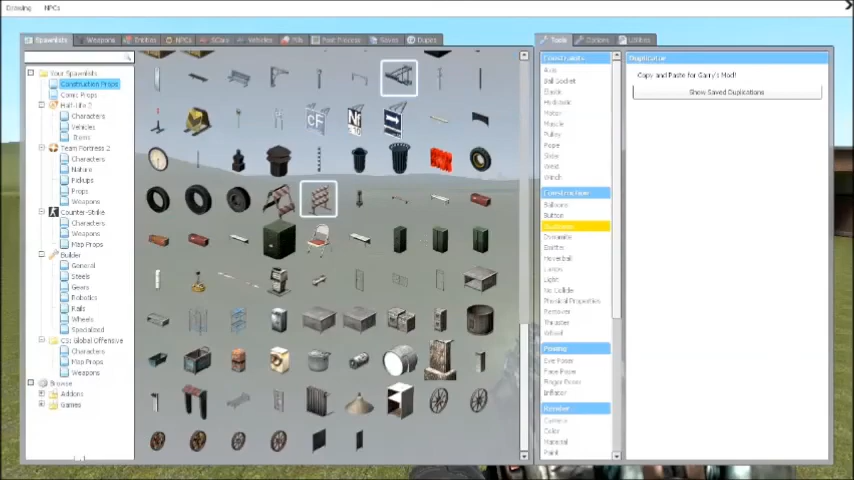 Drawing NPCs
Spawnlists Weapons Entities NPCs SCars Vehicles Pills Post Process Saves Dupes
Your Spawnlists
Construction Props
Comic Props
Half-Life 2
Characters
Vehicles
Items
Team Fortress 2
Characters
Nature
Pickups
Props
Weapons
Counter-Strike
Characters
Weapons
Map Props
Builder
General
Steels
Gears
Robotics
Rails
Wheels
Specialized
CS: Global Offensive
Characters
Map Props
Weapons
Browse
Addons
Games
CF
Tools Options Utilities
Constraints
Axis
Ball Socket
Elastic
Hydraulic
Motor
Muscle
Pulley
Rope
Slider
Weld
Winch
Construction
Balloons
Button
Duplicator
Dynamite
Emitter
Hoverball
Lamps
Light
No Collide
Physical Properties
Remover
Thruster
Wheel
Posing
Eye Poser
Face Poser
Finger Poser
Inflator
Render
Camera
Color
Material
Paint
Duplicator
Copy and Paste for Garry's Mod!
Show Saved Duplications